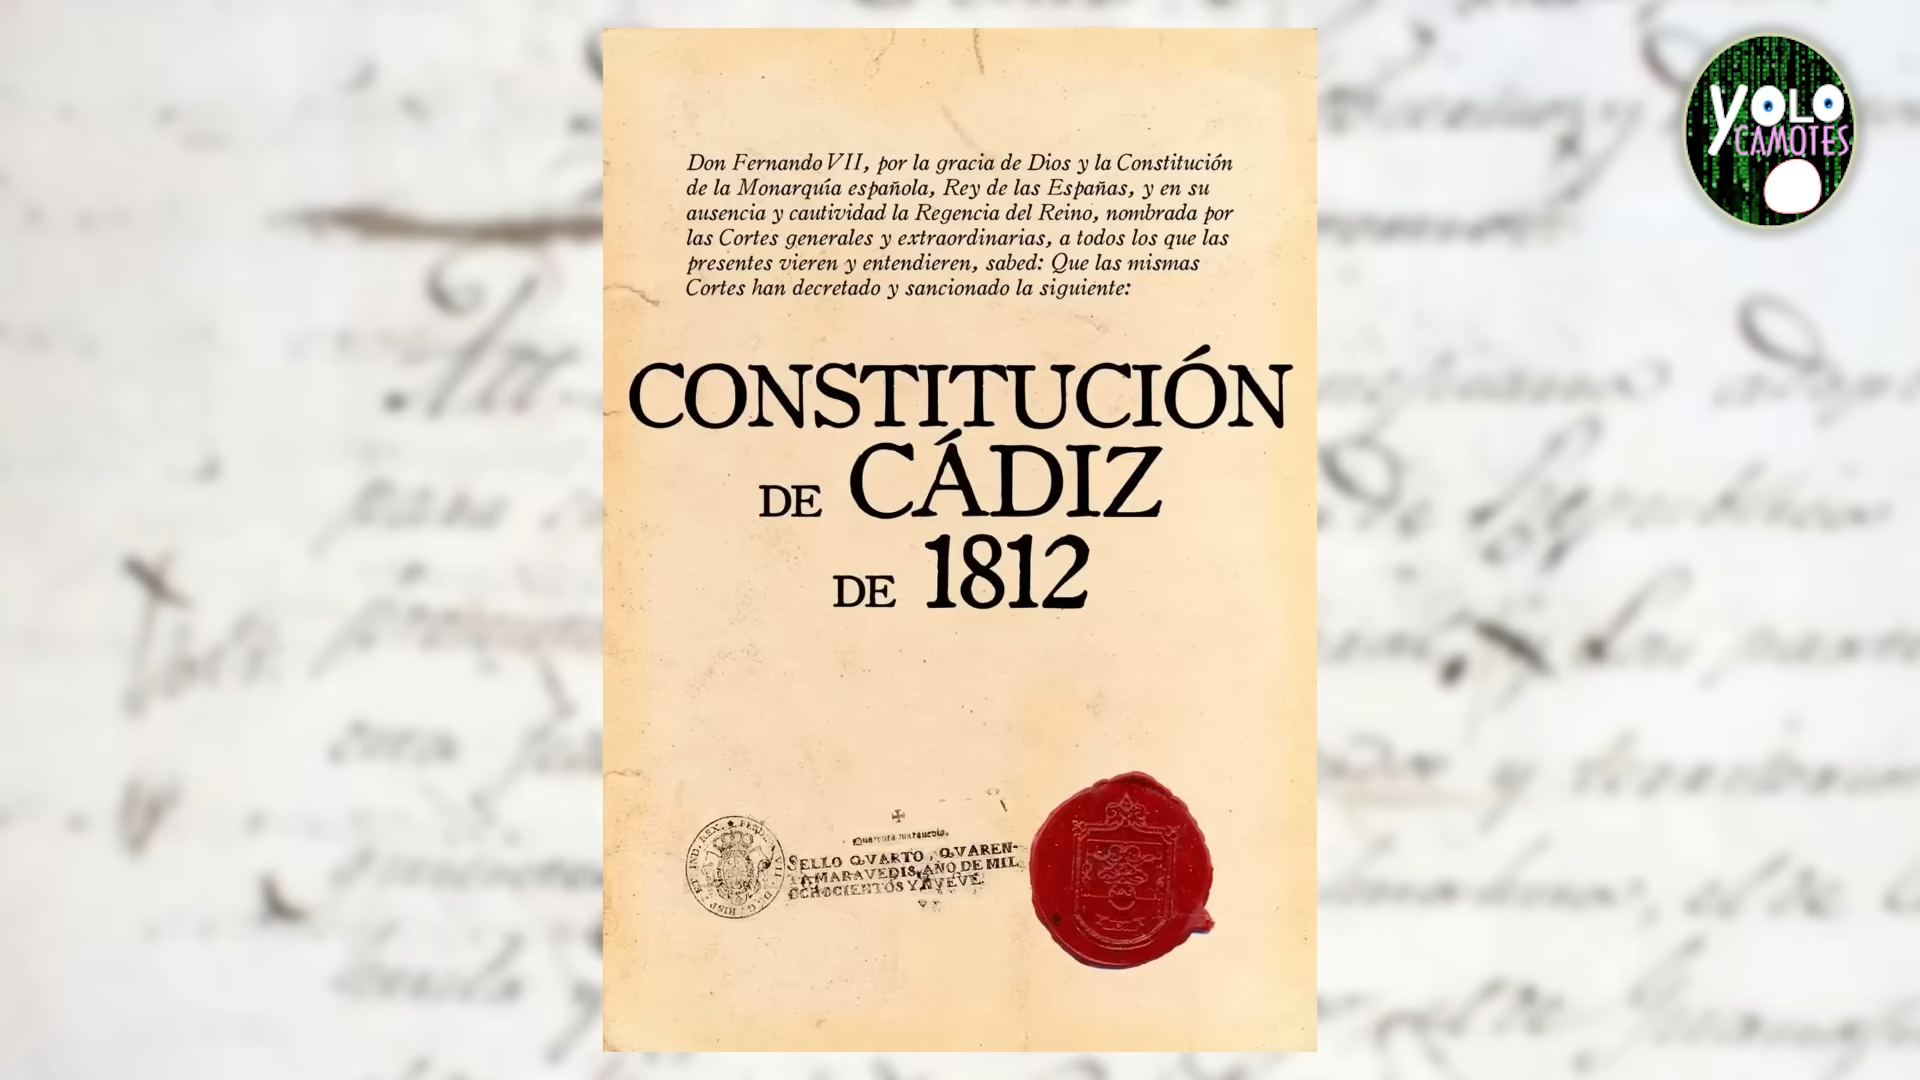 Don Fernando VII, por la gracia de Dios y la Constitución
de la Monarquía española, Rey de las Españas, y en su
ausencia y cautividad la Regencia del Reino, nombrada por
las Cortes generales y extraordinarias, a todos los que las
presentes vieren y entendieren, sabed: Que las mismas
Cortes han decretado y sancionado la siguiente:
CONSTITUCIÓN
DE CÁDIZ
DE 1812
SELLO QVARTO, QVAREN-
TA MARAVEDIS, AÑO DE MIL
OCHOCIENTOS Y NVEVE.
YOLO
CAMOTES